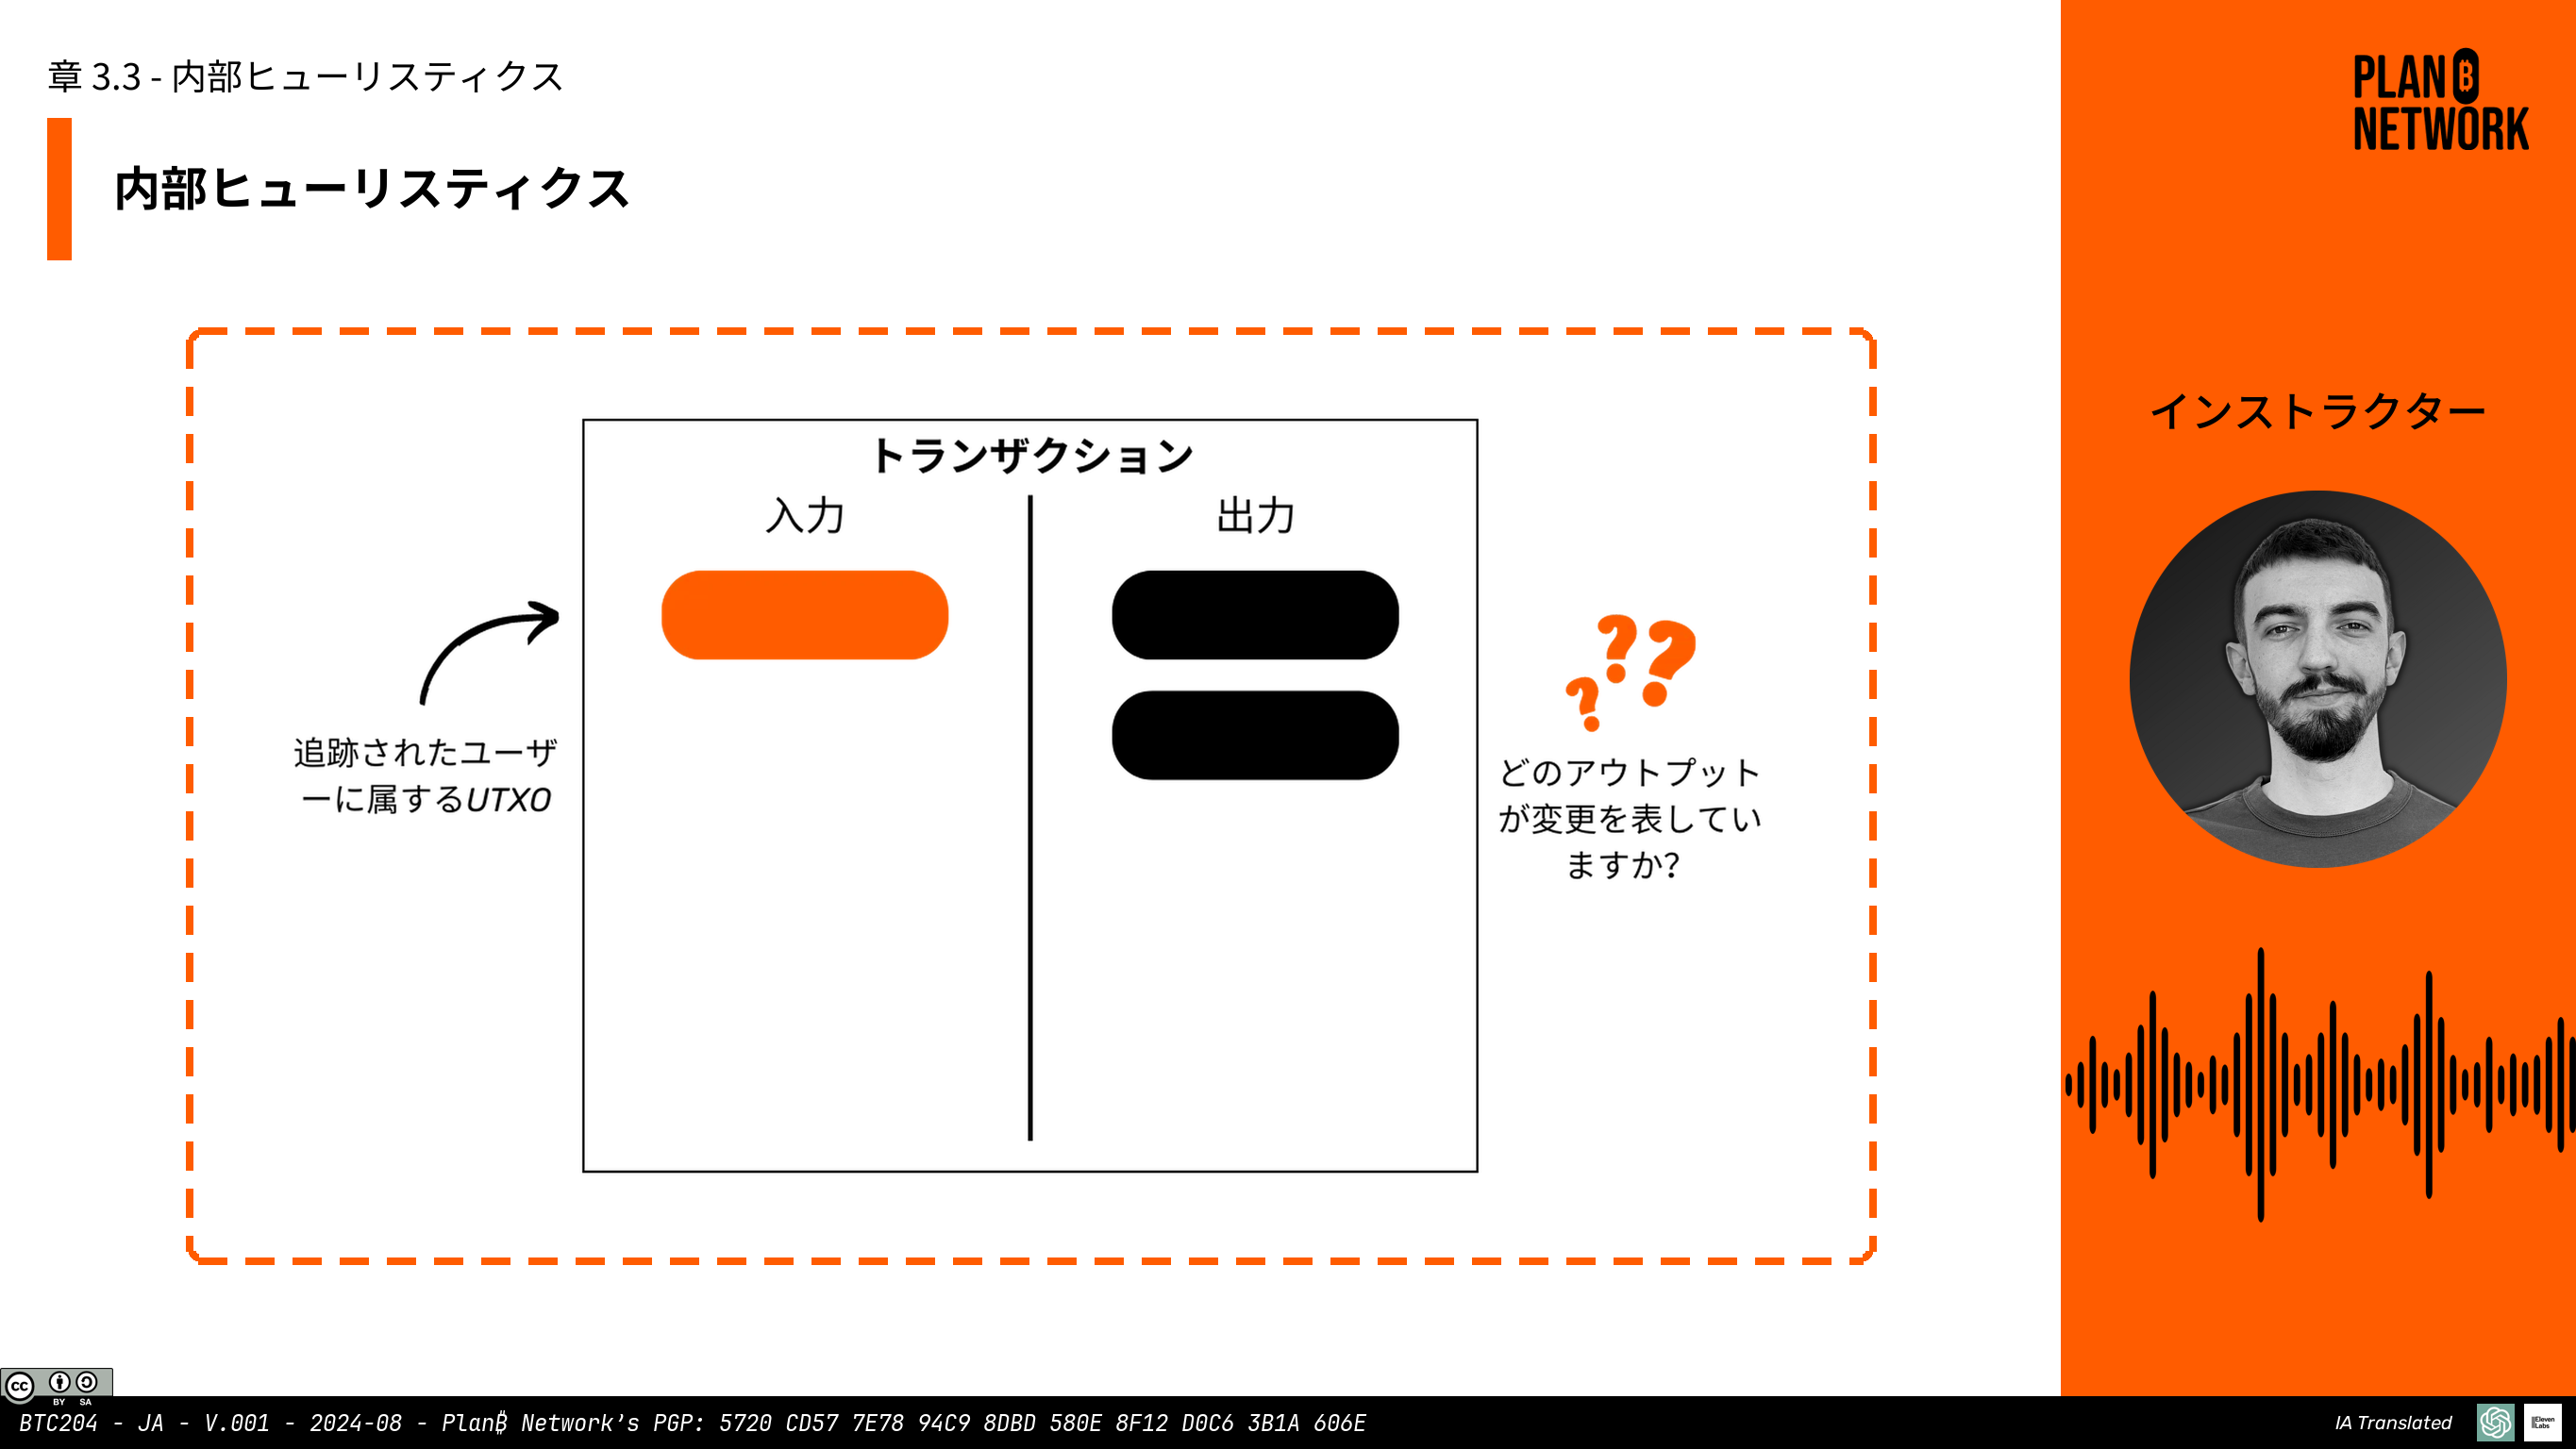 章 3.3 - 内部ヒューリスティクス
内部ヒューリスティクス
PLAN ₿
NETWORK
インストラクター
トランザクション
入力
出力
追跡されたユーザ
ーに属するUTXO
???
どのアウトプット
が変更を表してい
ますか?
cc
BY SA
BTC204 - JA - V.001 - 2024-08 - Plan₿ Network's PGP: 5720 CD57 7E78 94C9 8DBD 580E 8F12 D0C6 3B1A 606E
IA Translated
IIElevenLabs